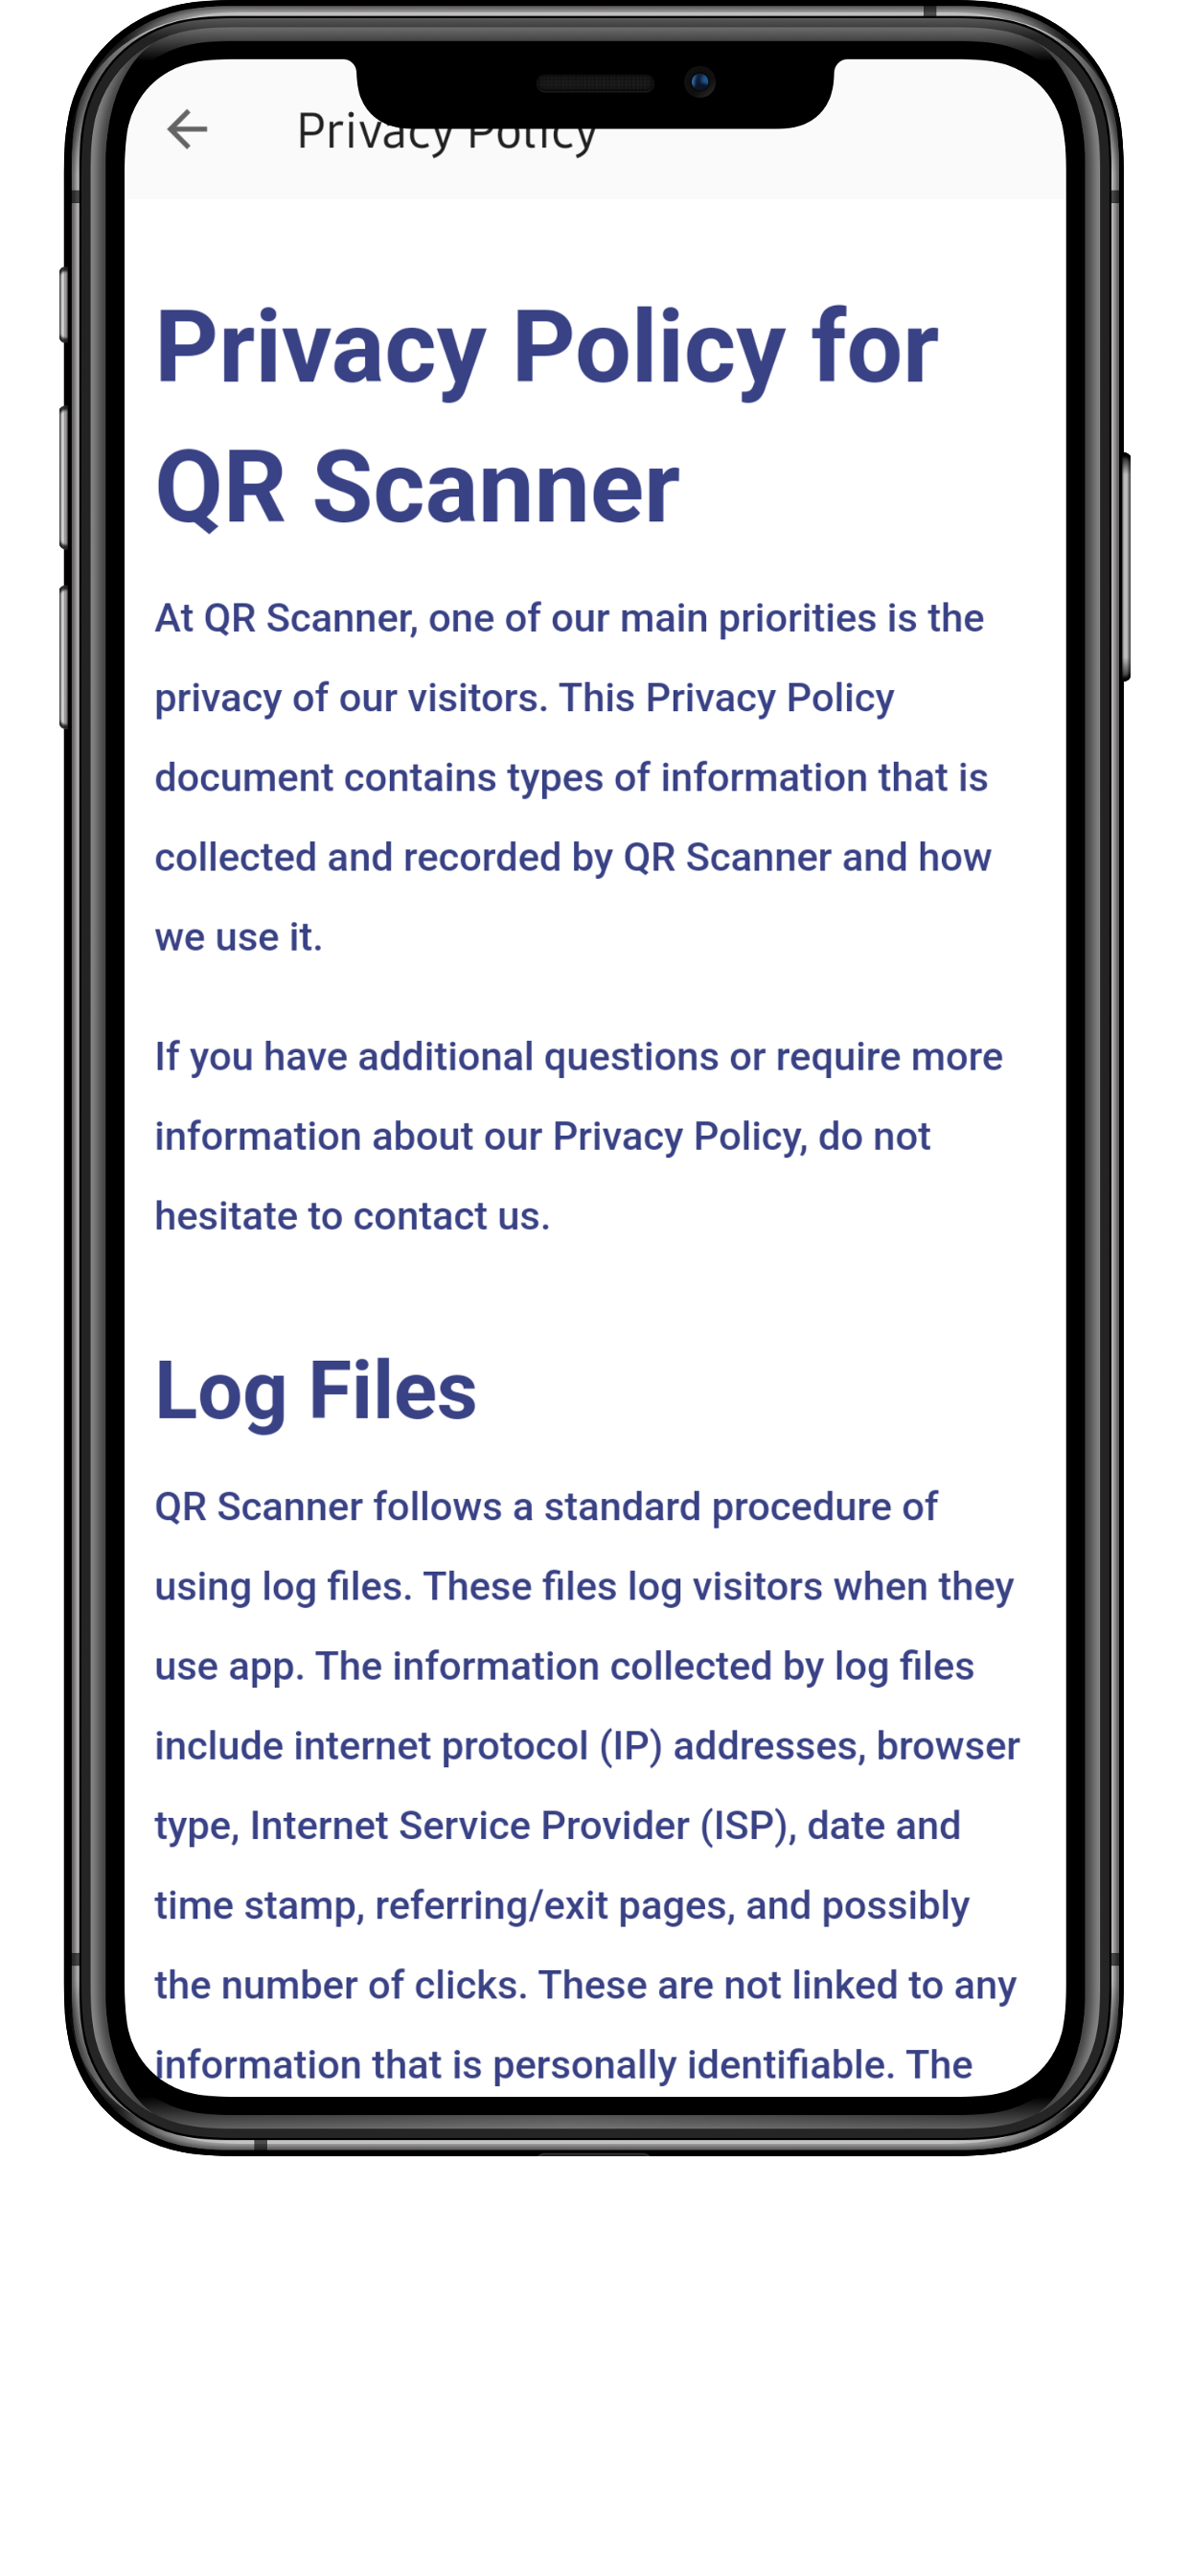 Privacy Policy
Privacy Policy for
QR Scanner
At QR Scanner, one of our main priorities is the
privacy of our visitors. This Privacy Policy
document contains types of information that is
collected and recorded by QR Scanner and how
we use it.
If you have additional questions or require more
information about our Privacy Policy, do not
hesitate to contact us.
Log Files
QR Scanner follows a standard procedure of
using log files. These files log visitors when they
use app. The information collected by log files
include internet protocol (IP) addresses, browser
type, Internet Service Provider (ISP), date and
time stamp, referring/exit pages, and possibly
the number of clicks. These are not linked to any
information that is personally identifiable. The